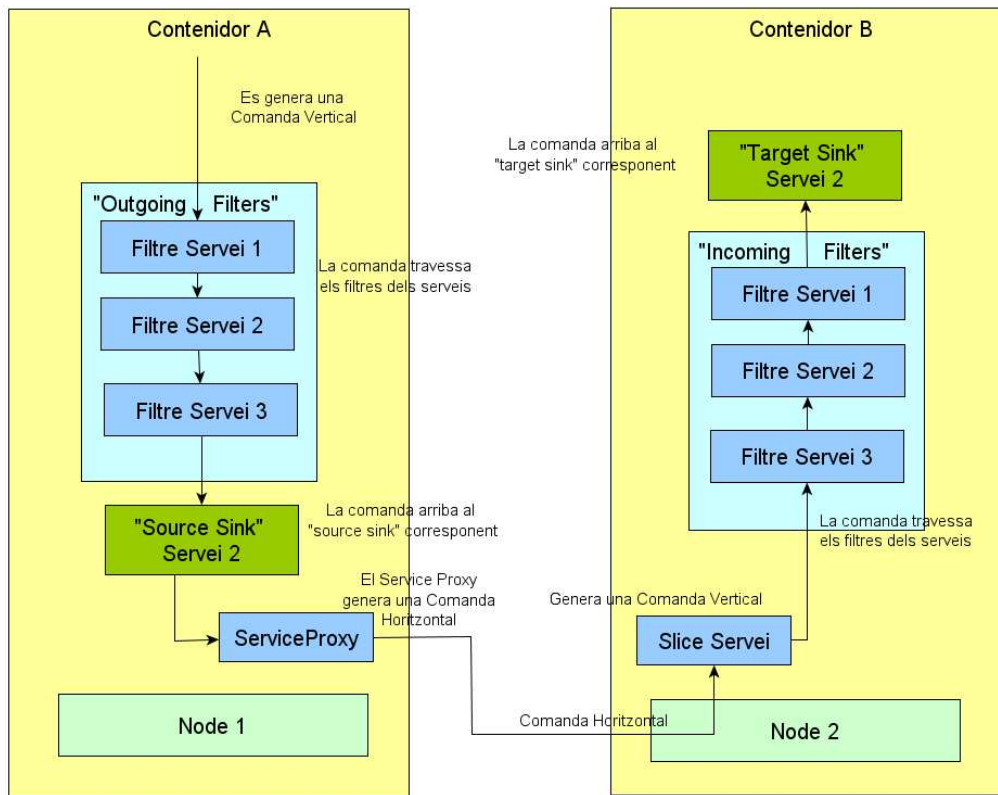 Contenidor A
Es genera una
Comanda Vertical
"Outgoing Filters"
Filtre Servei 1
La comanda travessa
els filtres dels serveis
Filtre Servei 2
Filtre Servei 3
"Source Sink"
Servei 2
La comanda arriba al
"source sink" corresponent
El Service Proxy
genera una Comanda
Horitzontal
ServiceProxy
Node 1
Comanda Horitzontal
Contenidor B
La comanda arriba al
"target sink" corresponent
"Target Sink"
Servei 2
"Incoming Filters"
Filtre Servei 1
Filtre Servei 2
Filtre Servei 3
La comanda travessa
els filtres dels serveis
Genera una Comanda Vertical
Slice Servei
Node 2